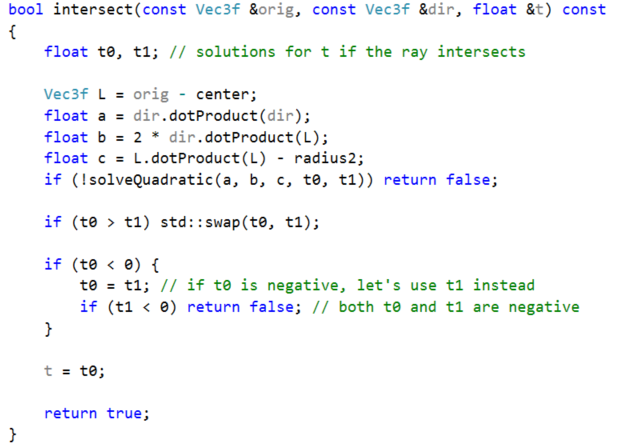 bool intersect(const Vec3f &orig, const Vec3f &dir, float &t) const
{
    float t0, t1; // solutions for t if the ray intersects

    Vec3f L = orig - center;
    float a = dir.dotProduct(dir);
    float b = 2 * dir.dotProduct(L);
    float c = L.dotProduct(L) - radius2;
    if (!solveQuadratic(a, b, c, t0, t1)) return false;

    if (t0 > t1) std::swap(t0, t1);

    if (t0 < 0) {
        t0 = t1; // if t0 is negative, let's use t1 instead
        if (t1 < 0) return false; // both t0 and t1 are negative
    }

    t = t0;

    return true;
}